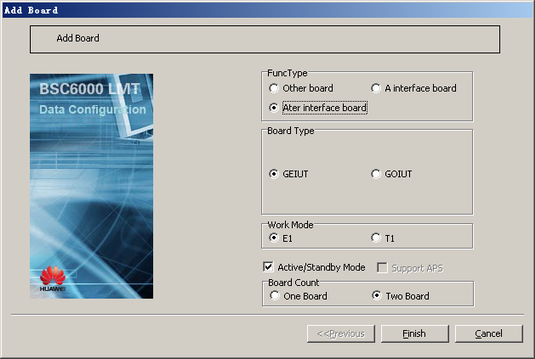 Add Board
Add Board
BSC6000 LMT
Data Configuration
HUAWEI
FuncType
Other board
A interface board
Ater interface board
Board Type
GEIUT
GOIUT
Work Mode
E1
T1
Active/Standby Mode
Support APS
Board Count
One Board
Two Board
<<Previous
Finish
Cancel